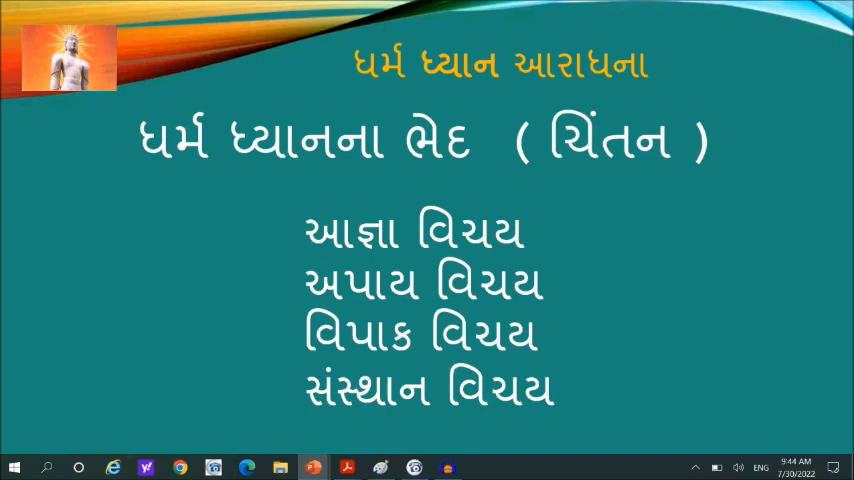 ધર્મ ધ્યાન આરાધના
ધર્મ ધ્યાનના ભેદ ( ચિંતન )
આજ્ઞા વિચય
અપાય વિચય
વિપાક વિચય
સંસ્થાન વિચય
ENG
9:44 AM
7/30/2022